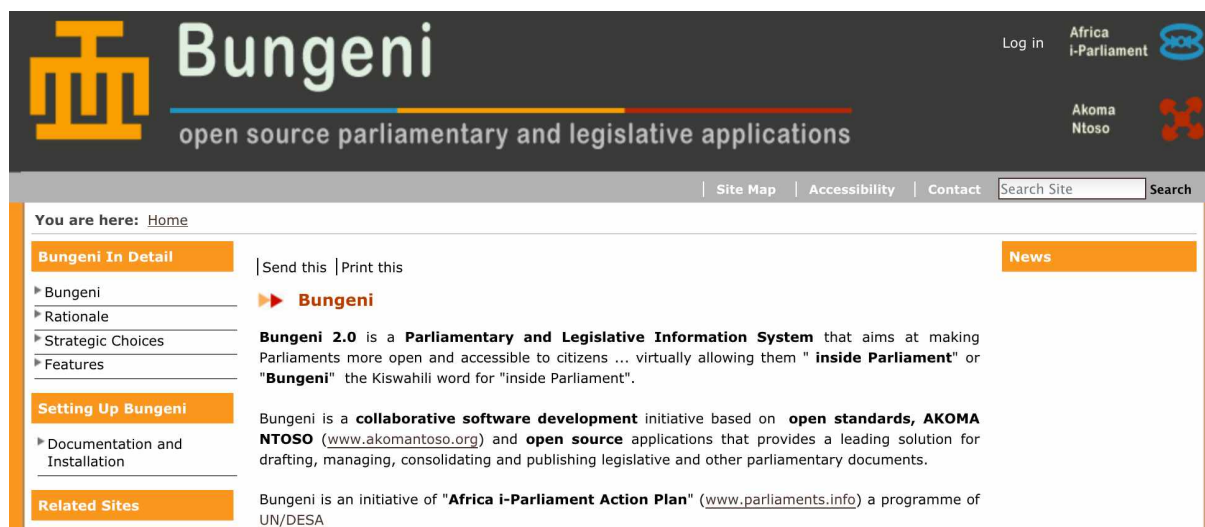 Bungeni
open source parliamentary and legislative applications
Log in
Africa
i-Parliament
Akoma
Ntoso
Site Map | Accessibility | Contact
Search Site
Search
You are here: Home
Bungeni In Detail
Bungeni
Rationale
Strategic Choices
Features
Setting Up Bungeni
Documentation and
Installation
Related Sites
Send this
Print this
Bungeni
Bungeni 2.0 is a Parliamentary and Legislative Information System that aims at making
Parliaments more open and accessible to citizens ... virtually allowing them " inside Parliament" or
"Bungeni" the Kiswahili word for "inside Parliament".
Bungeni is a collaborative software development initiative based on open standards, AKOMA
NTOSO (www.akomantoso.org) and open source applications that provides a leading solution for
drafting, managing, consolidating and publishing legislative and other parliamentary documents.
Bungeni is an initiative of "Africa i-Parliament Action Plan" (www.parliaments.info) a programme of
UN/DESA
News